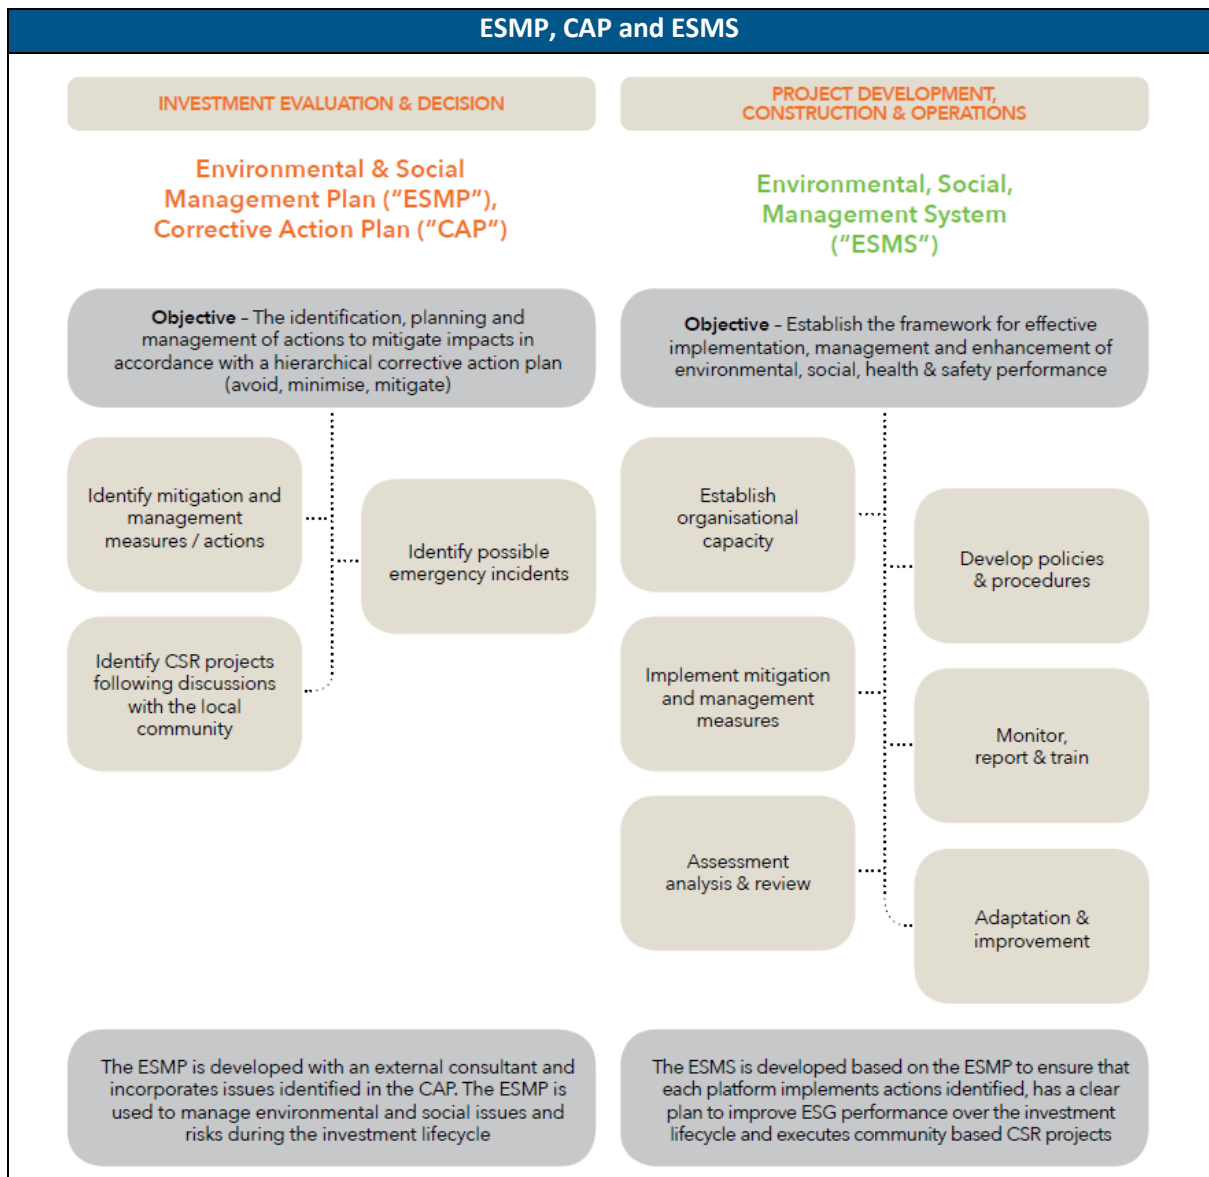 ESMP, CAP and ESMS
INVESTMENT EVALUATION & DECISION
Environmental & Social
Management Plan ("ESMP"),
Corrective Action Plan ("CAP")
Objective – The identification, planning and
management of actions to mitigate impacts in
accordance with a hierarchical corrective action plan
(avoid, minimise, mitigate)
Identify mitigation and
management
measures / actions
Identify possible
emergency incidents
Identify CSR projects
following discussions
with the local
community
The ESMP is developed with an external consultant and
incorporates issues identified in the CAP. The ESMP is
used to manage environmental and social issues and
risks during the investment lifecycle
PROJECT DEVELOPMENT,
CONSTRUCTION & OPERATIONS
Environmental, Social,
Management System
("ESMS")
Objective – Establish the framework for effective
implementation, management and enhancement of
environmental, social, health & safety performance
Establish
organisational
capacity
Develop policies
& procedures
Implement mitigation
and management
measures
Monitor,
report & train
Assessment
analysis & review
Adaptation &
improvement
The ESMS is developed based on the ESMP to ensure that
each platform implements actions identified, has a clear
plan to improve ESG performance over the investment
lifecycle and executes community based CSR projects